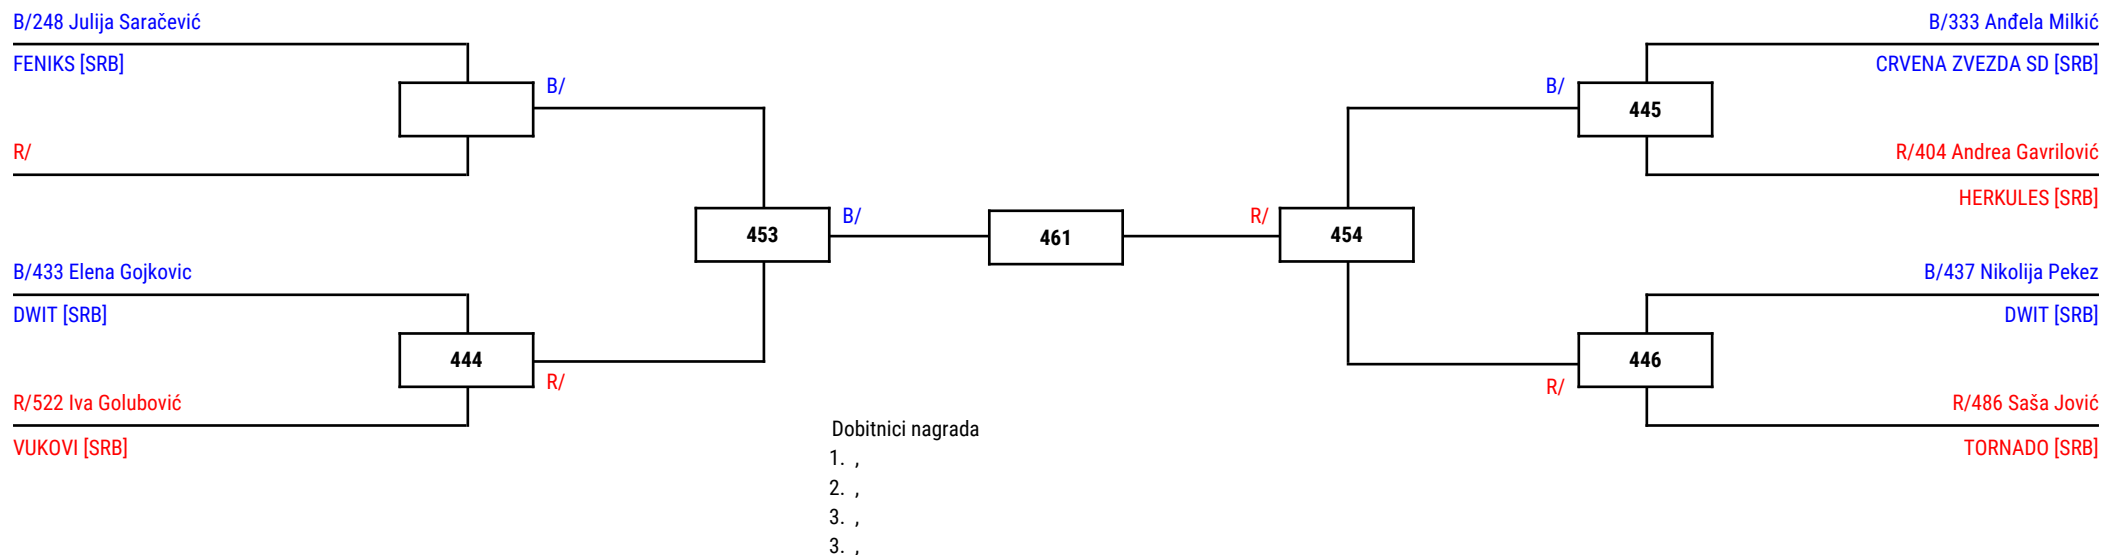 B/248 Julija Saračević
FENIKS [SRB]
B/
R/
B/433 Elena Gojkovic
DWIT [SRB]
444
R/
R/522 Iva Golubović
VUKOVI [SRB]
453
B/
461
R/
454
B/333 Anđela Milkić
CRVENA ZVEZDA SD [SRB]
B/
445
R/404 Andrea Gavrilović
HERKULES [SRB]
B/437 Nikolija Pekez
DWIT [SRB]
446
R/
R/486 Saša Jović
TORNADO [SRB]
Dobitnici nagrada
1. ,
2. ,
3. ,
3. ,